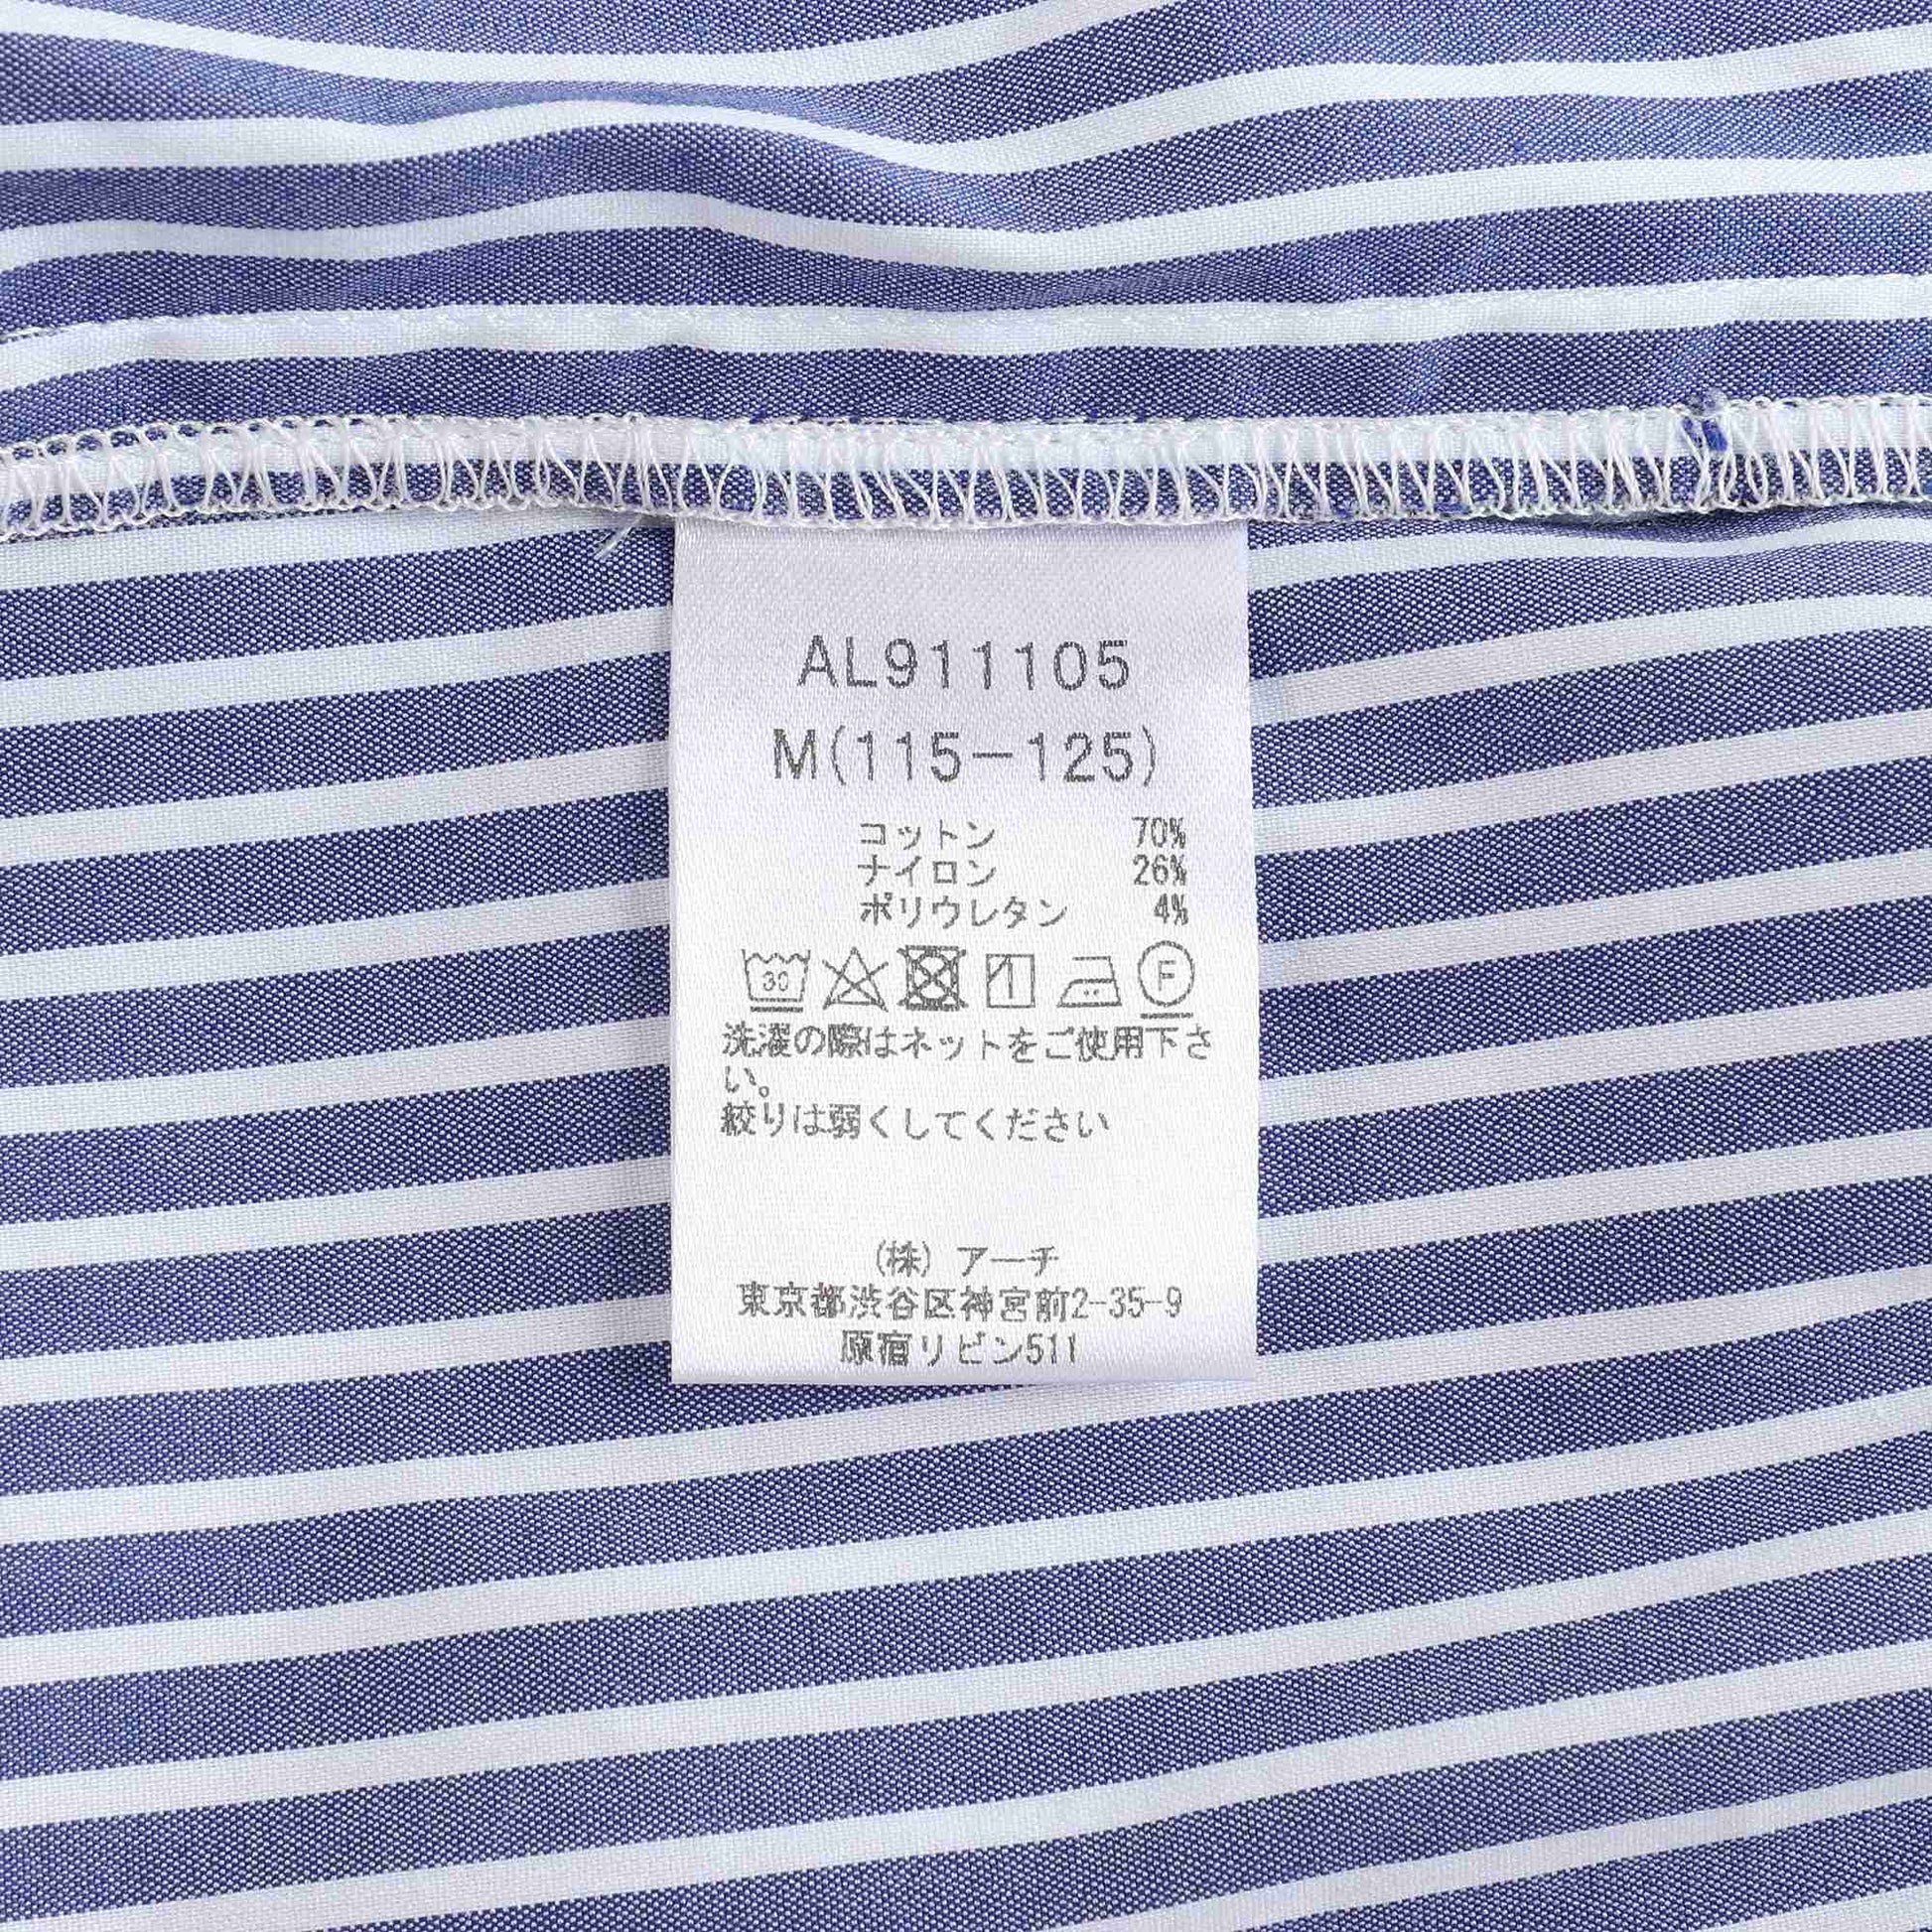 AL911105
M(115−125)
コットン 70%
ナイロン 26%
ポリウレタン 4%
30 F
洗濯の際はネットをご使用下さ
い。
絞りは弱くしてください
(株) アーチ
東京都渋谷区神宮前2-35-9
原宿リビン511